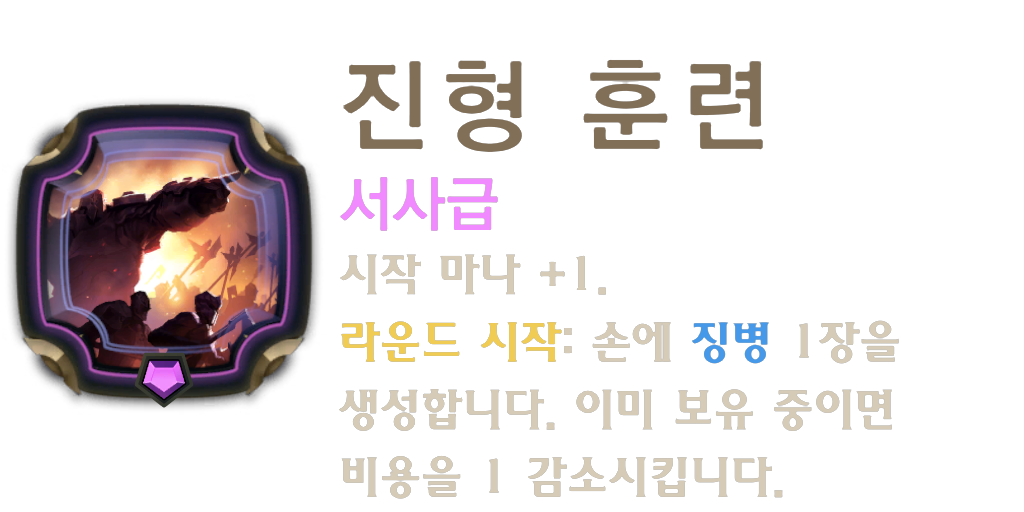 진형 훈련
서사급
시작 마나 +1.
라운드 시작: 손에 징병 1장을
생성합니다. 이미 보유 중이면
비용을 1 감소시킵니다.